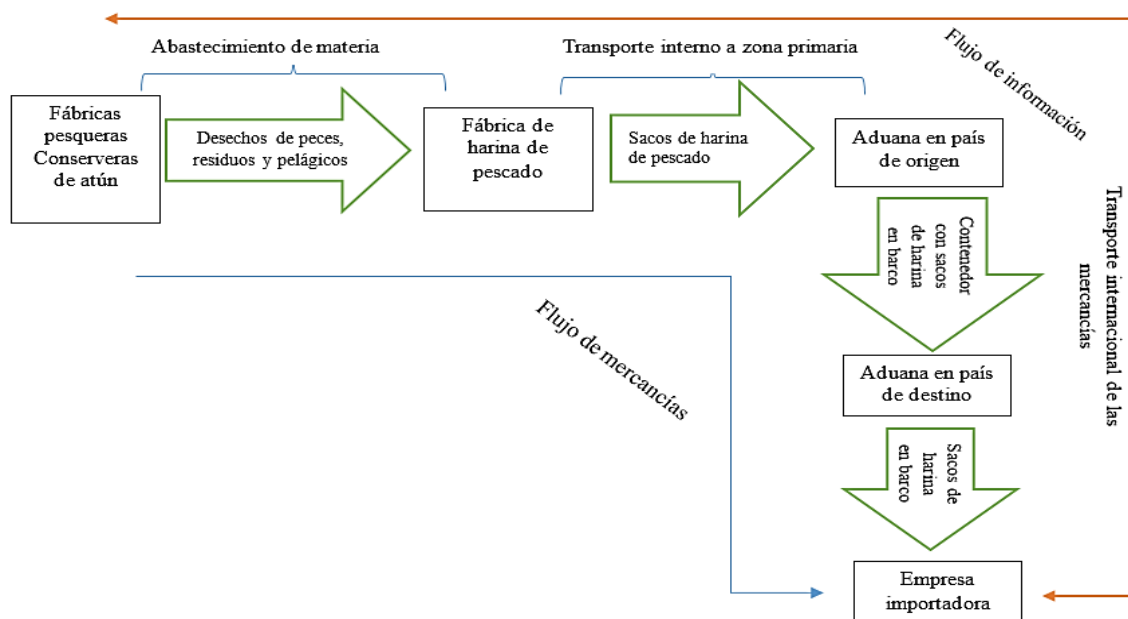 Abastecimiento de materia
Transporte interno a zona primaria
Flujo de información
Fábricas
pesqueras
Conserveras
de atún
Desechos de peces,
residuos y pelágicos
Fábrica de
harina de
pescado
Sacos de harina
de pescado
Aduana en país
de origen
Contenedor
con sacos
de harina
en barco
Transporte internacional de las
mercancías
Flujo de mercancías
Aduana en país
de destino
Sacos de
harina
en barco
Empresa
importadora